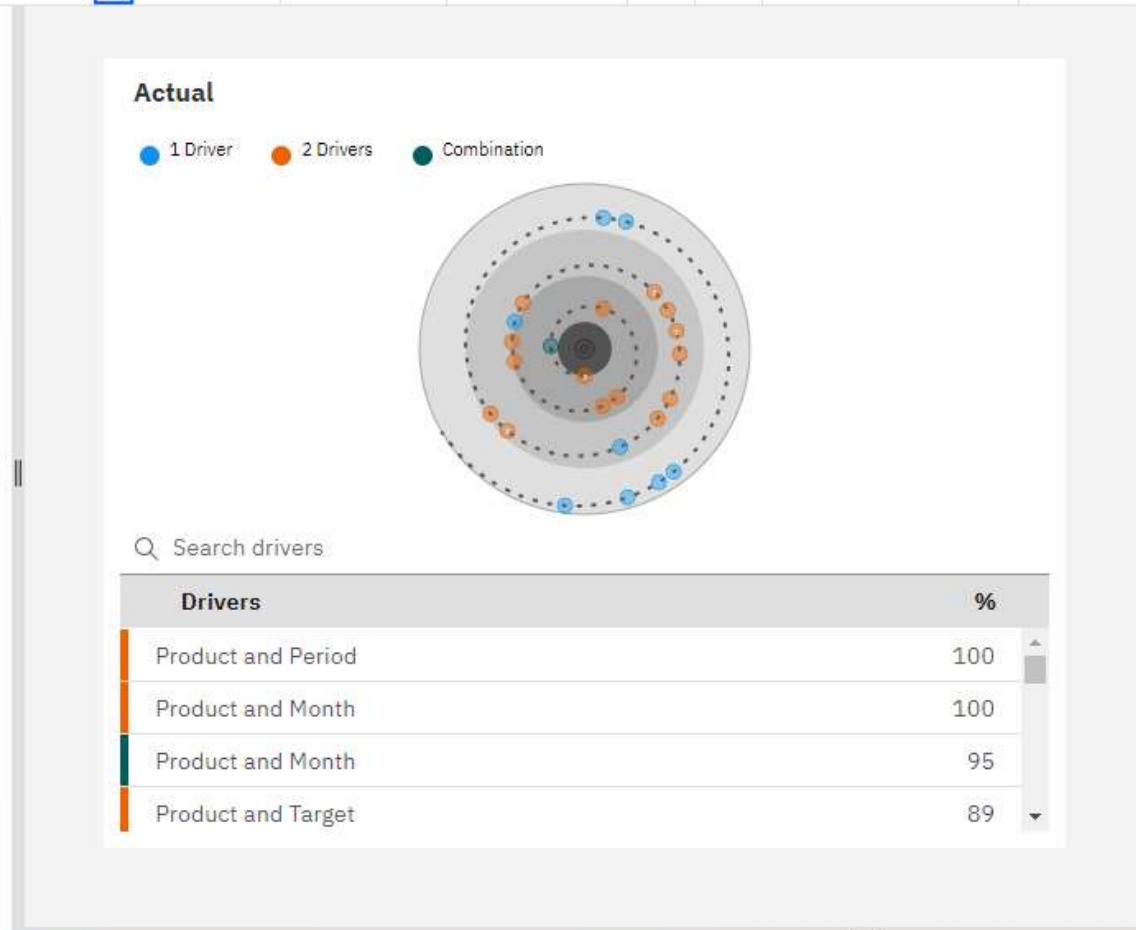 Actual
1 Driver 2 Drivers Combination
Search drivers
Drivers %
Product and Period 100
Product and Month 100
Product and Month 95
Product and Target 89